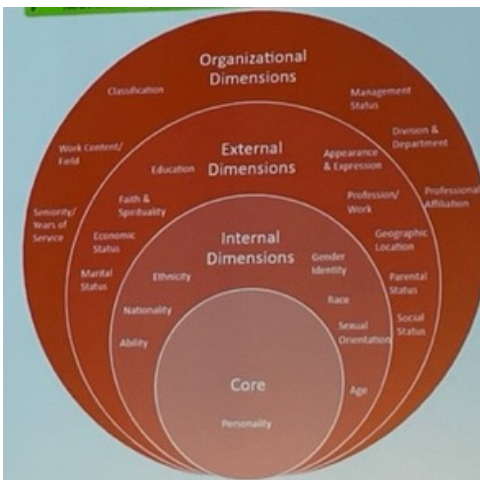 Organizational
Dimensions
Classification
Management
Status
Division &
Department
Work Content/
Field
External
Dimensions
Appearance
& Expression
Education
Professional
Affiliation
Faith &
Spirituality
Profession/
Work
Seniority/
Years of
Service
Economic
Status
Internal
Dimensions
Geographic
Location
Gender
Identity
Marital
Status
Ethnicity
Parental
Status
Race
Nationality
Social
Status
Sexual
Orientation
Ability
Core
Age
Personality